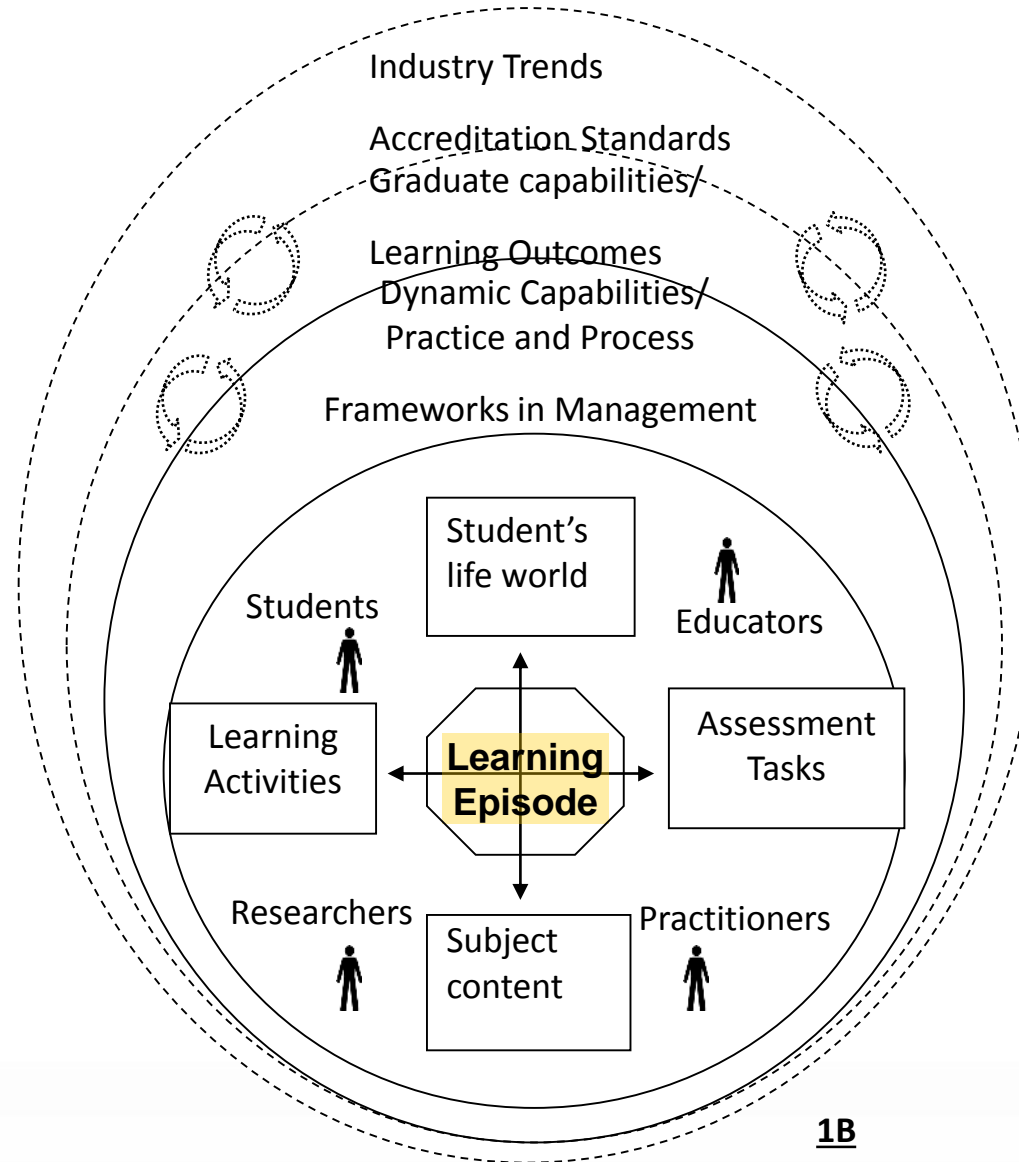 Industry Trends
Accreditation Standards
Graduate capabilities/
Learning Outcomes
Dynamic Capabilities/
Practice and Process
Frameworks in Management
Student's
life world
Students
Educators
Learning
Activities
Learning
Episode
Assessment
Tasks
Researchers
Subject
content
Practitioners
1B